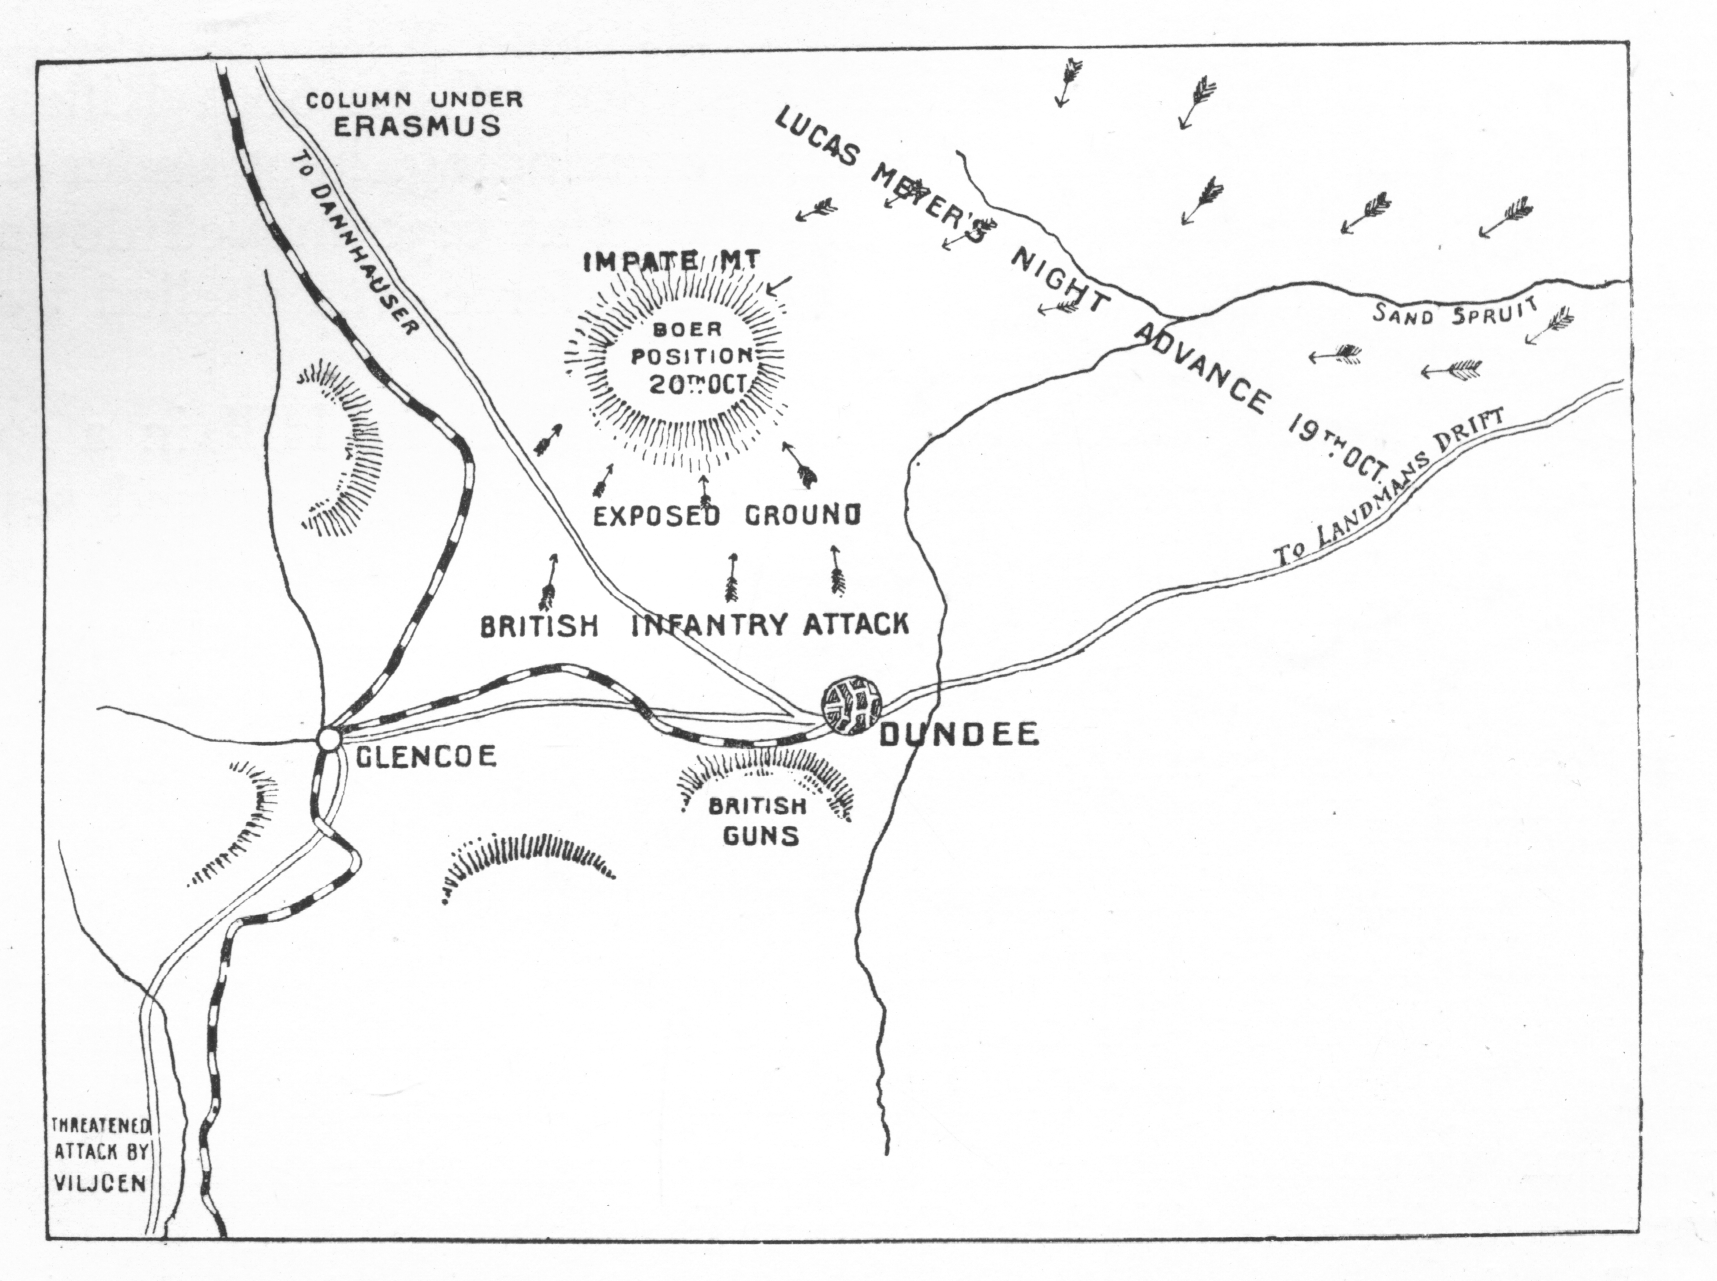 COLUMN UNDER
ERASMUS
TO DANNHAUSER
LUCAS MEYER'S NIGHT ADVANCE 19TH OCT.
IMPATE MT
BOER
POSITION
20TH OCT.
SAND SPRUIT
TO LANDMANS DRIFT
EXPOSED GROUND
BRITISH INFANTRY ATTACK
DUNDEE
GLENCOE
BRITISH
GUNS
THREATENED
ATTACK BY
VILJOEN